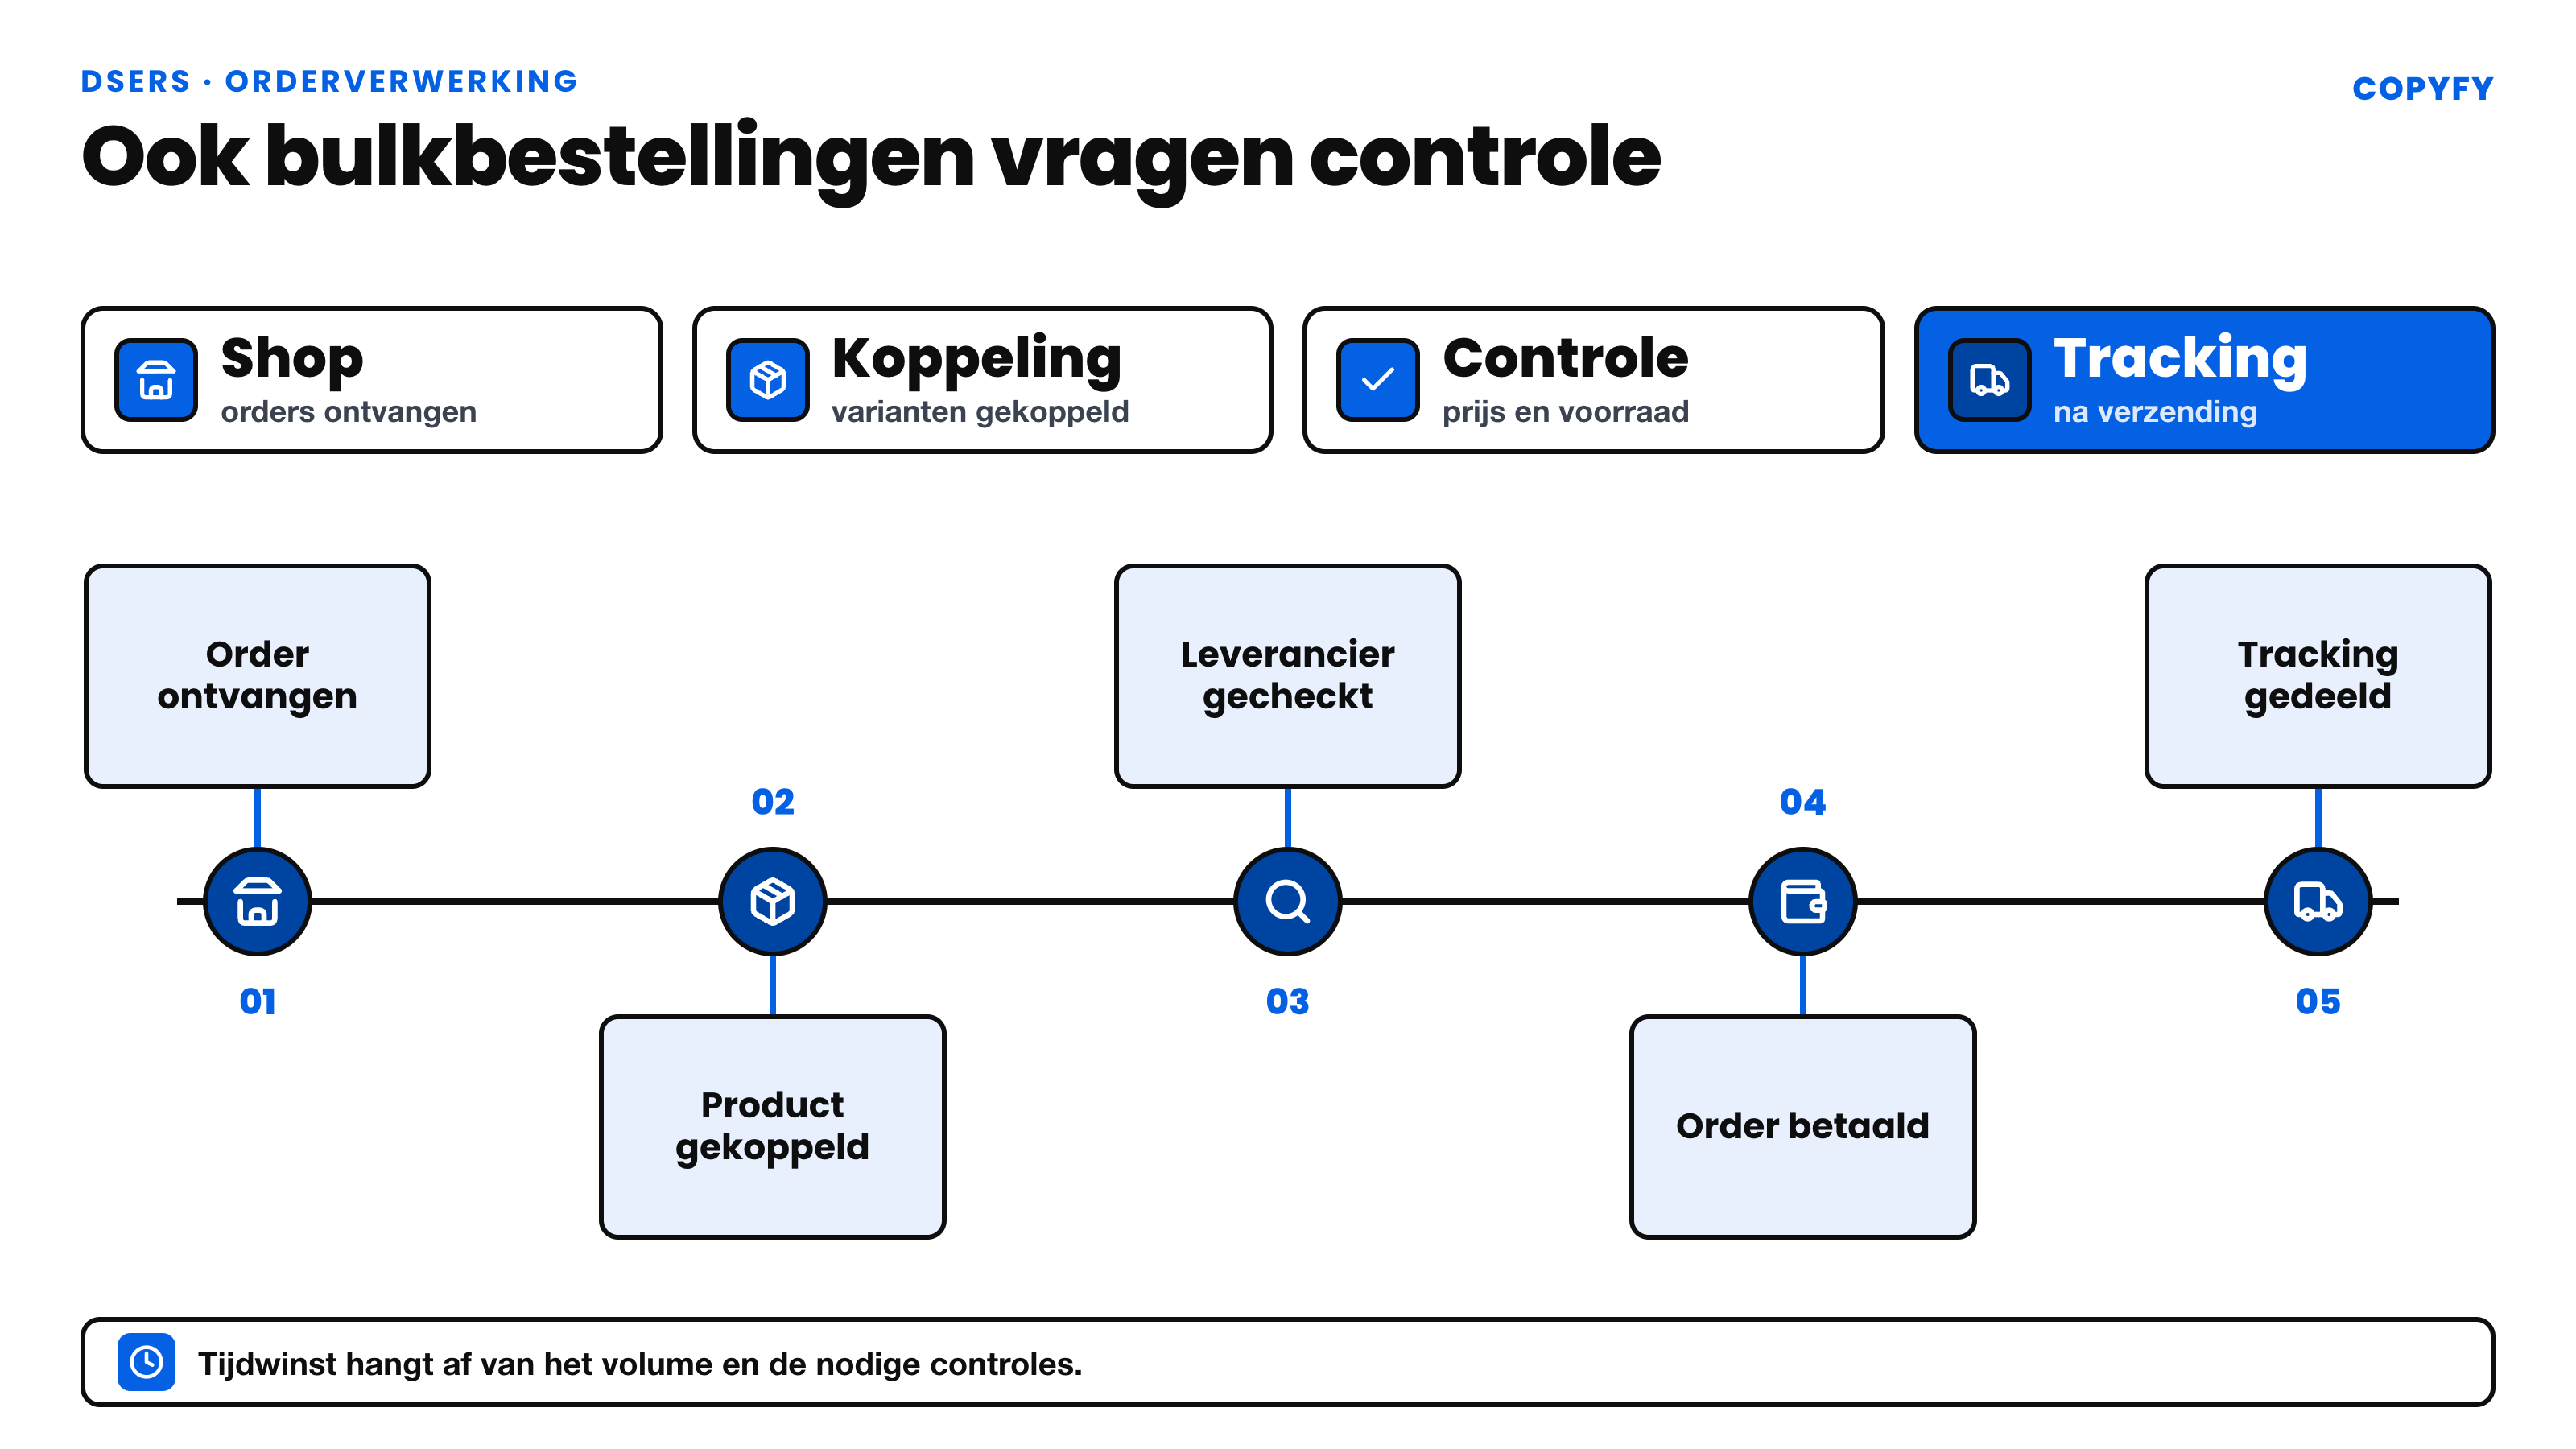 DSERS · ORDERVERWERKING
COPYFY
Ook bulkbestellingen vragen controle
Shop
orders ontvangen
Koppeling
varianten gekoppeld
Controle
prijs en voorraad
Tracking
na verzending
Order
ontvangen
01
02
Product
gekoppeld
Leverancier
gecheckt
03
04
Order betaald
Tracking
gedeeld
05
Tijdwinst hangt af van het volume en de nodige controles.